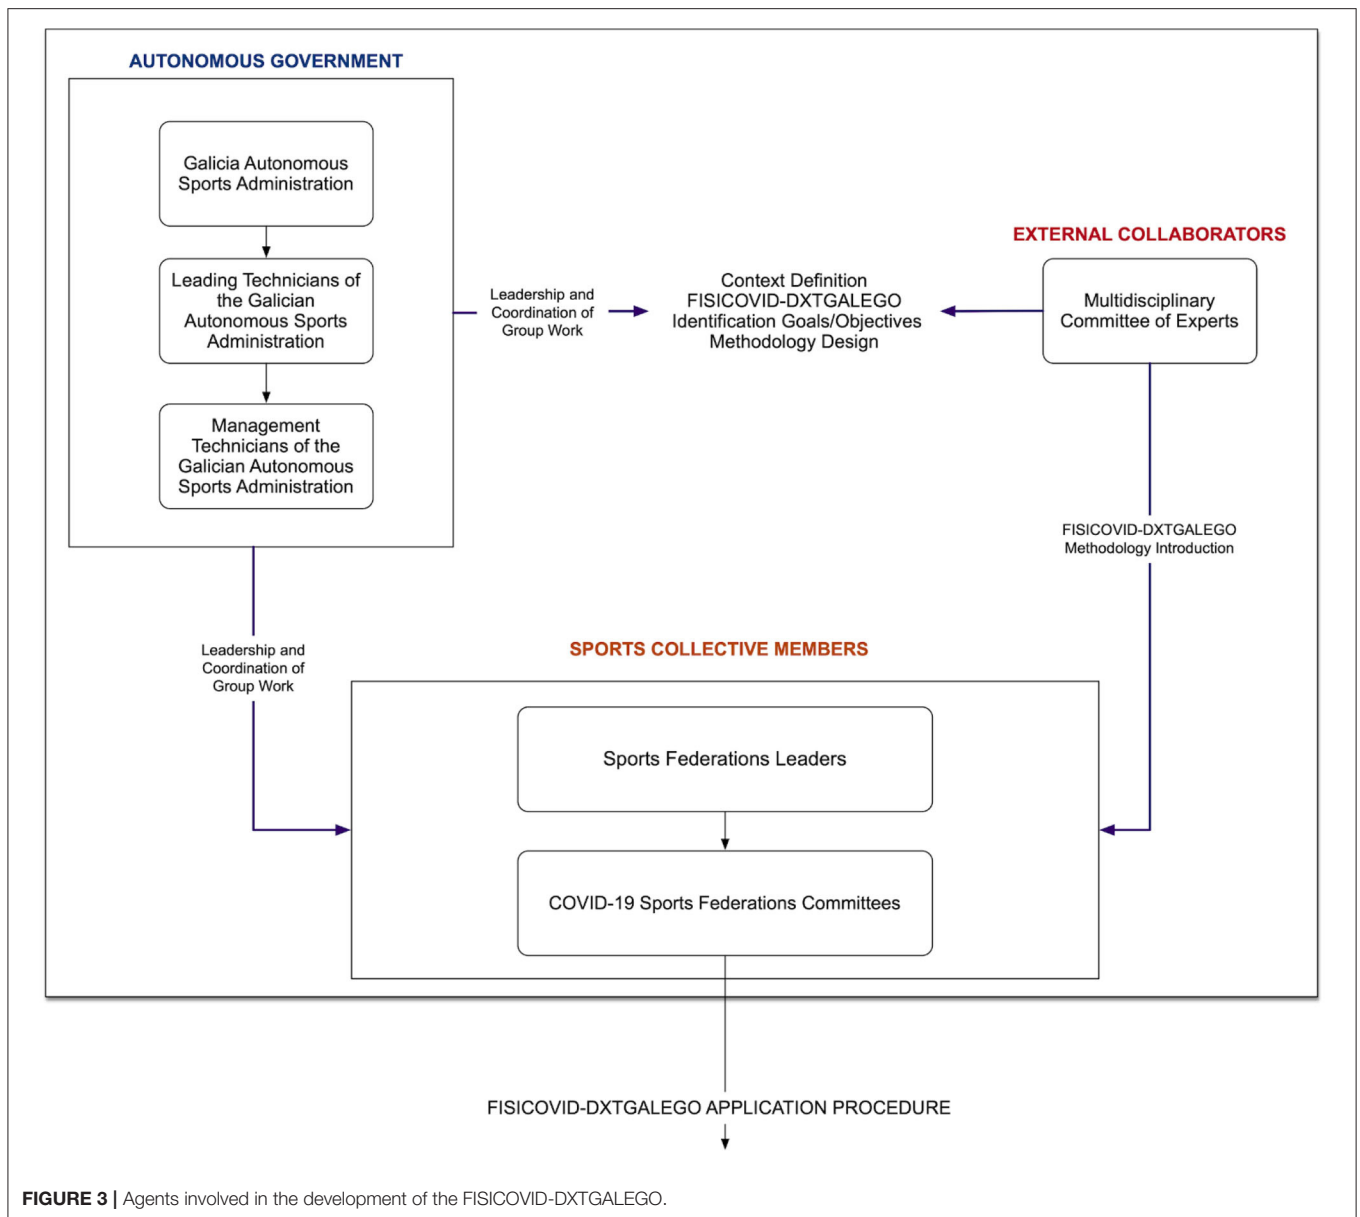 AUTONOMOUS GOVERNMENT
Galicia Autonomous
Sports Administration
Leading Technicians of
the Galician
Autonomous Sports
Administration
Management
Technicians of the
Galician Autonomous
Sports Administration
Leadership and
Coordination of
Group Work
Context Definition
FISICOVID-DXTGALEGO
Identification Goals/Objectives
Methodology Design
EXTERNAL COLLABORATORS
Multidisciplinary
Committee of Experts
FISICOVID-DXTGALEGO
Methodology Introduction
Leadership and
Coordination of
Group Work
SPORTS COLLECTIVE MEMBERS
Sports Federations Leaders
COVID-19 Sports Federations Committees
FISICOVID-DXTGALEGO APPLICATION PROCEDURE
FIGURE 3 | Agents involved in the development of the FISICOVID-DXTGALEGO.